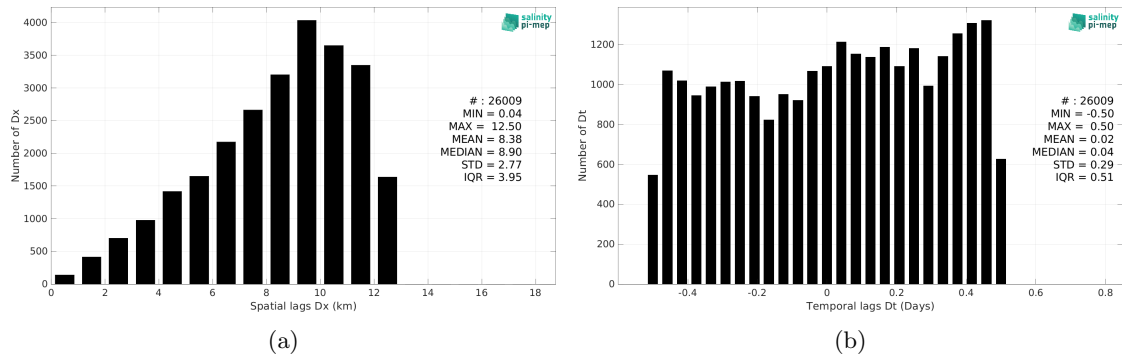 4000
3500
3000
2500
2000
1500
1000
500
0
Number of Dx
0 2 4 6 8 10 12 14 16 18
Spatial lags Dx (km)
salinity
pi-mep
# : 26009
MIN = 0.04
MAX = 12.50
MEAN = 8.38
MEDIAN = 8.90
STD = 2.77
IQR = 3.95
(a)
1200
1000
800
600
400
200
0
Number of Dt
-0.4 -0.2 0 0.2 0.4 0.6 0.8
Temporal lags Dt (Days)
salinity
pi-mep
# : 26009
MIN = -0.50
MAX = 0.50
MEAN = 0.02
MEDIAN = 0.04
STD = 0.29
IQR = 0.51
(b)